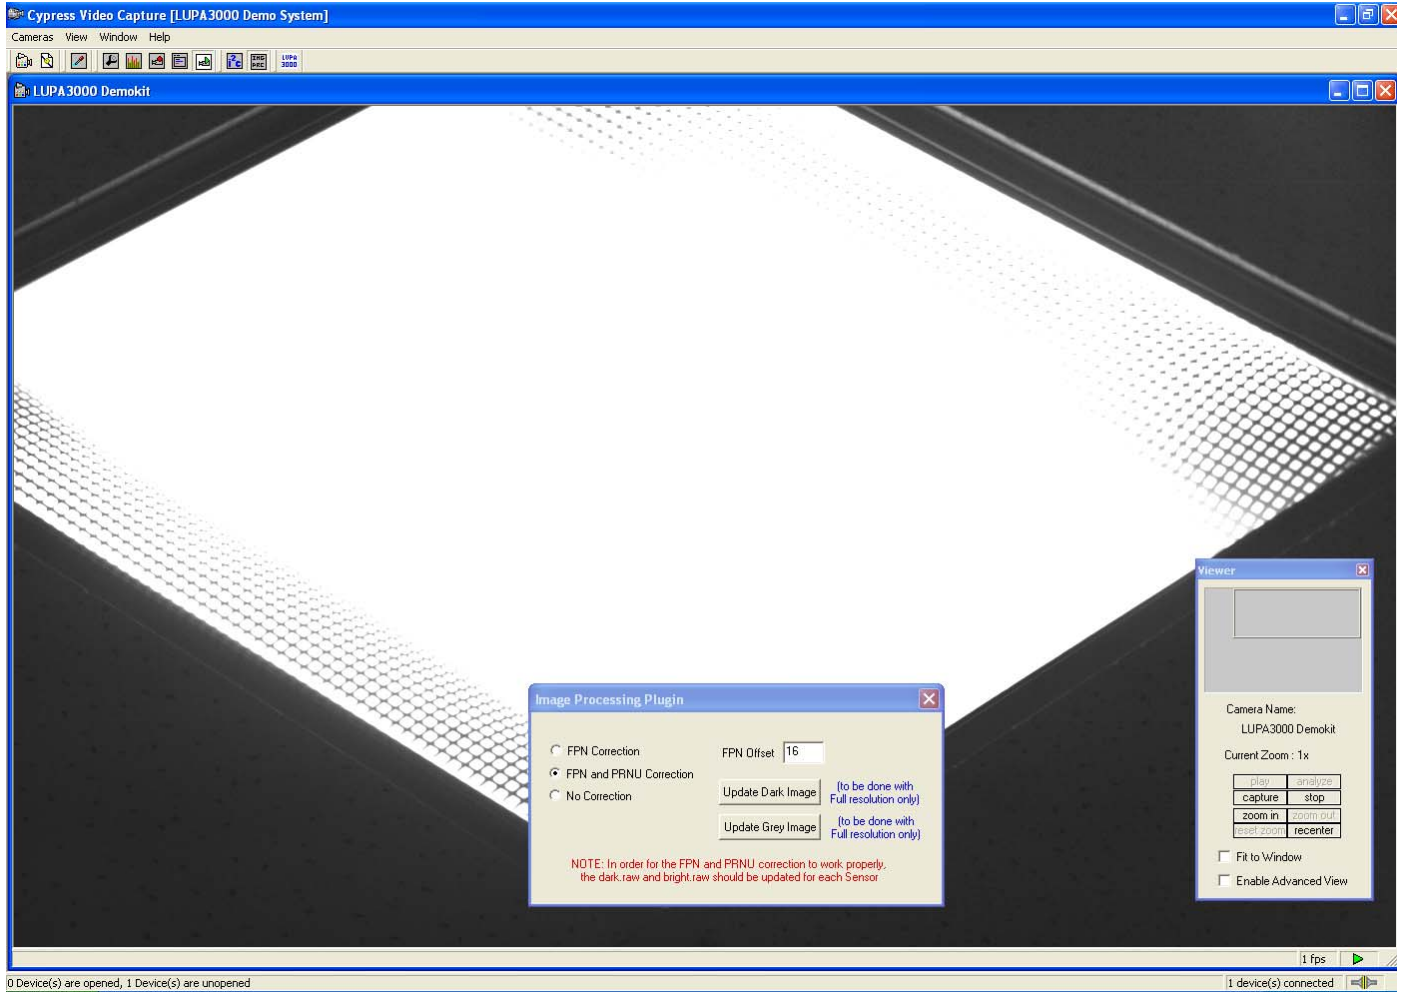 Cypress Video Capture [LUPA3000 Demo System]
Cameras View Window Help
i²c IMG PRC LUPA 3000
LUPA3000 Demokit
Viewer
Camera Name:
LUPA3000 Demokit
Current Zoom : 1x
play analyze
capture stop
zoom in zoom out
reset zoom recenter
Fit to Window
Enable Advanced View
Image Processing Plugin
FPN Correction
FPN and PRNU Correction
No Correction
FPN Offset 16
Update Dark Image (to be done with
Full resolution only)
Update Grey Image (to be done with
Full resolution only)
NOTE: In order for the FPN and PRNU correction to work properly,
the dark.raw and bright.raw should be updated for each Sensor
1 fps
0 Device(s) are opened, 1 Device(s) are unopened
1 device(s) connected